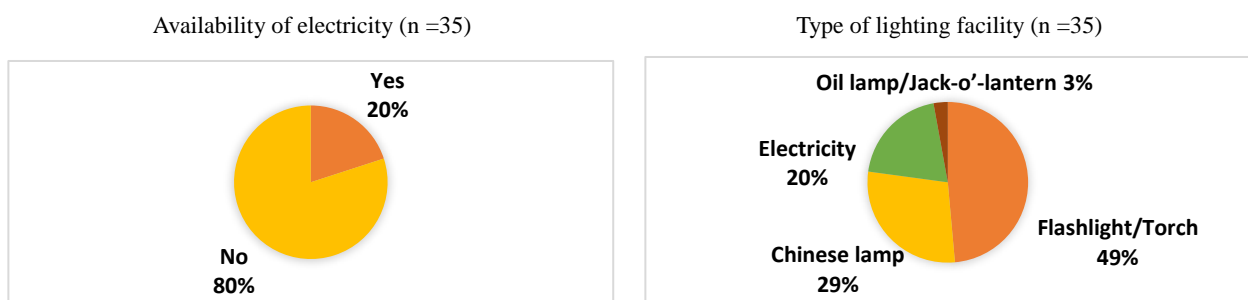 Availability of electricity (n =35)
Yes
20%
No
80%
Type of lighting facility (n =35)
Oil lamp/Jack-o’-lantern 3%
Electricity
20%
Chinese lamp
29%
Flashlight/Torch
49%